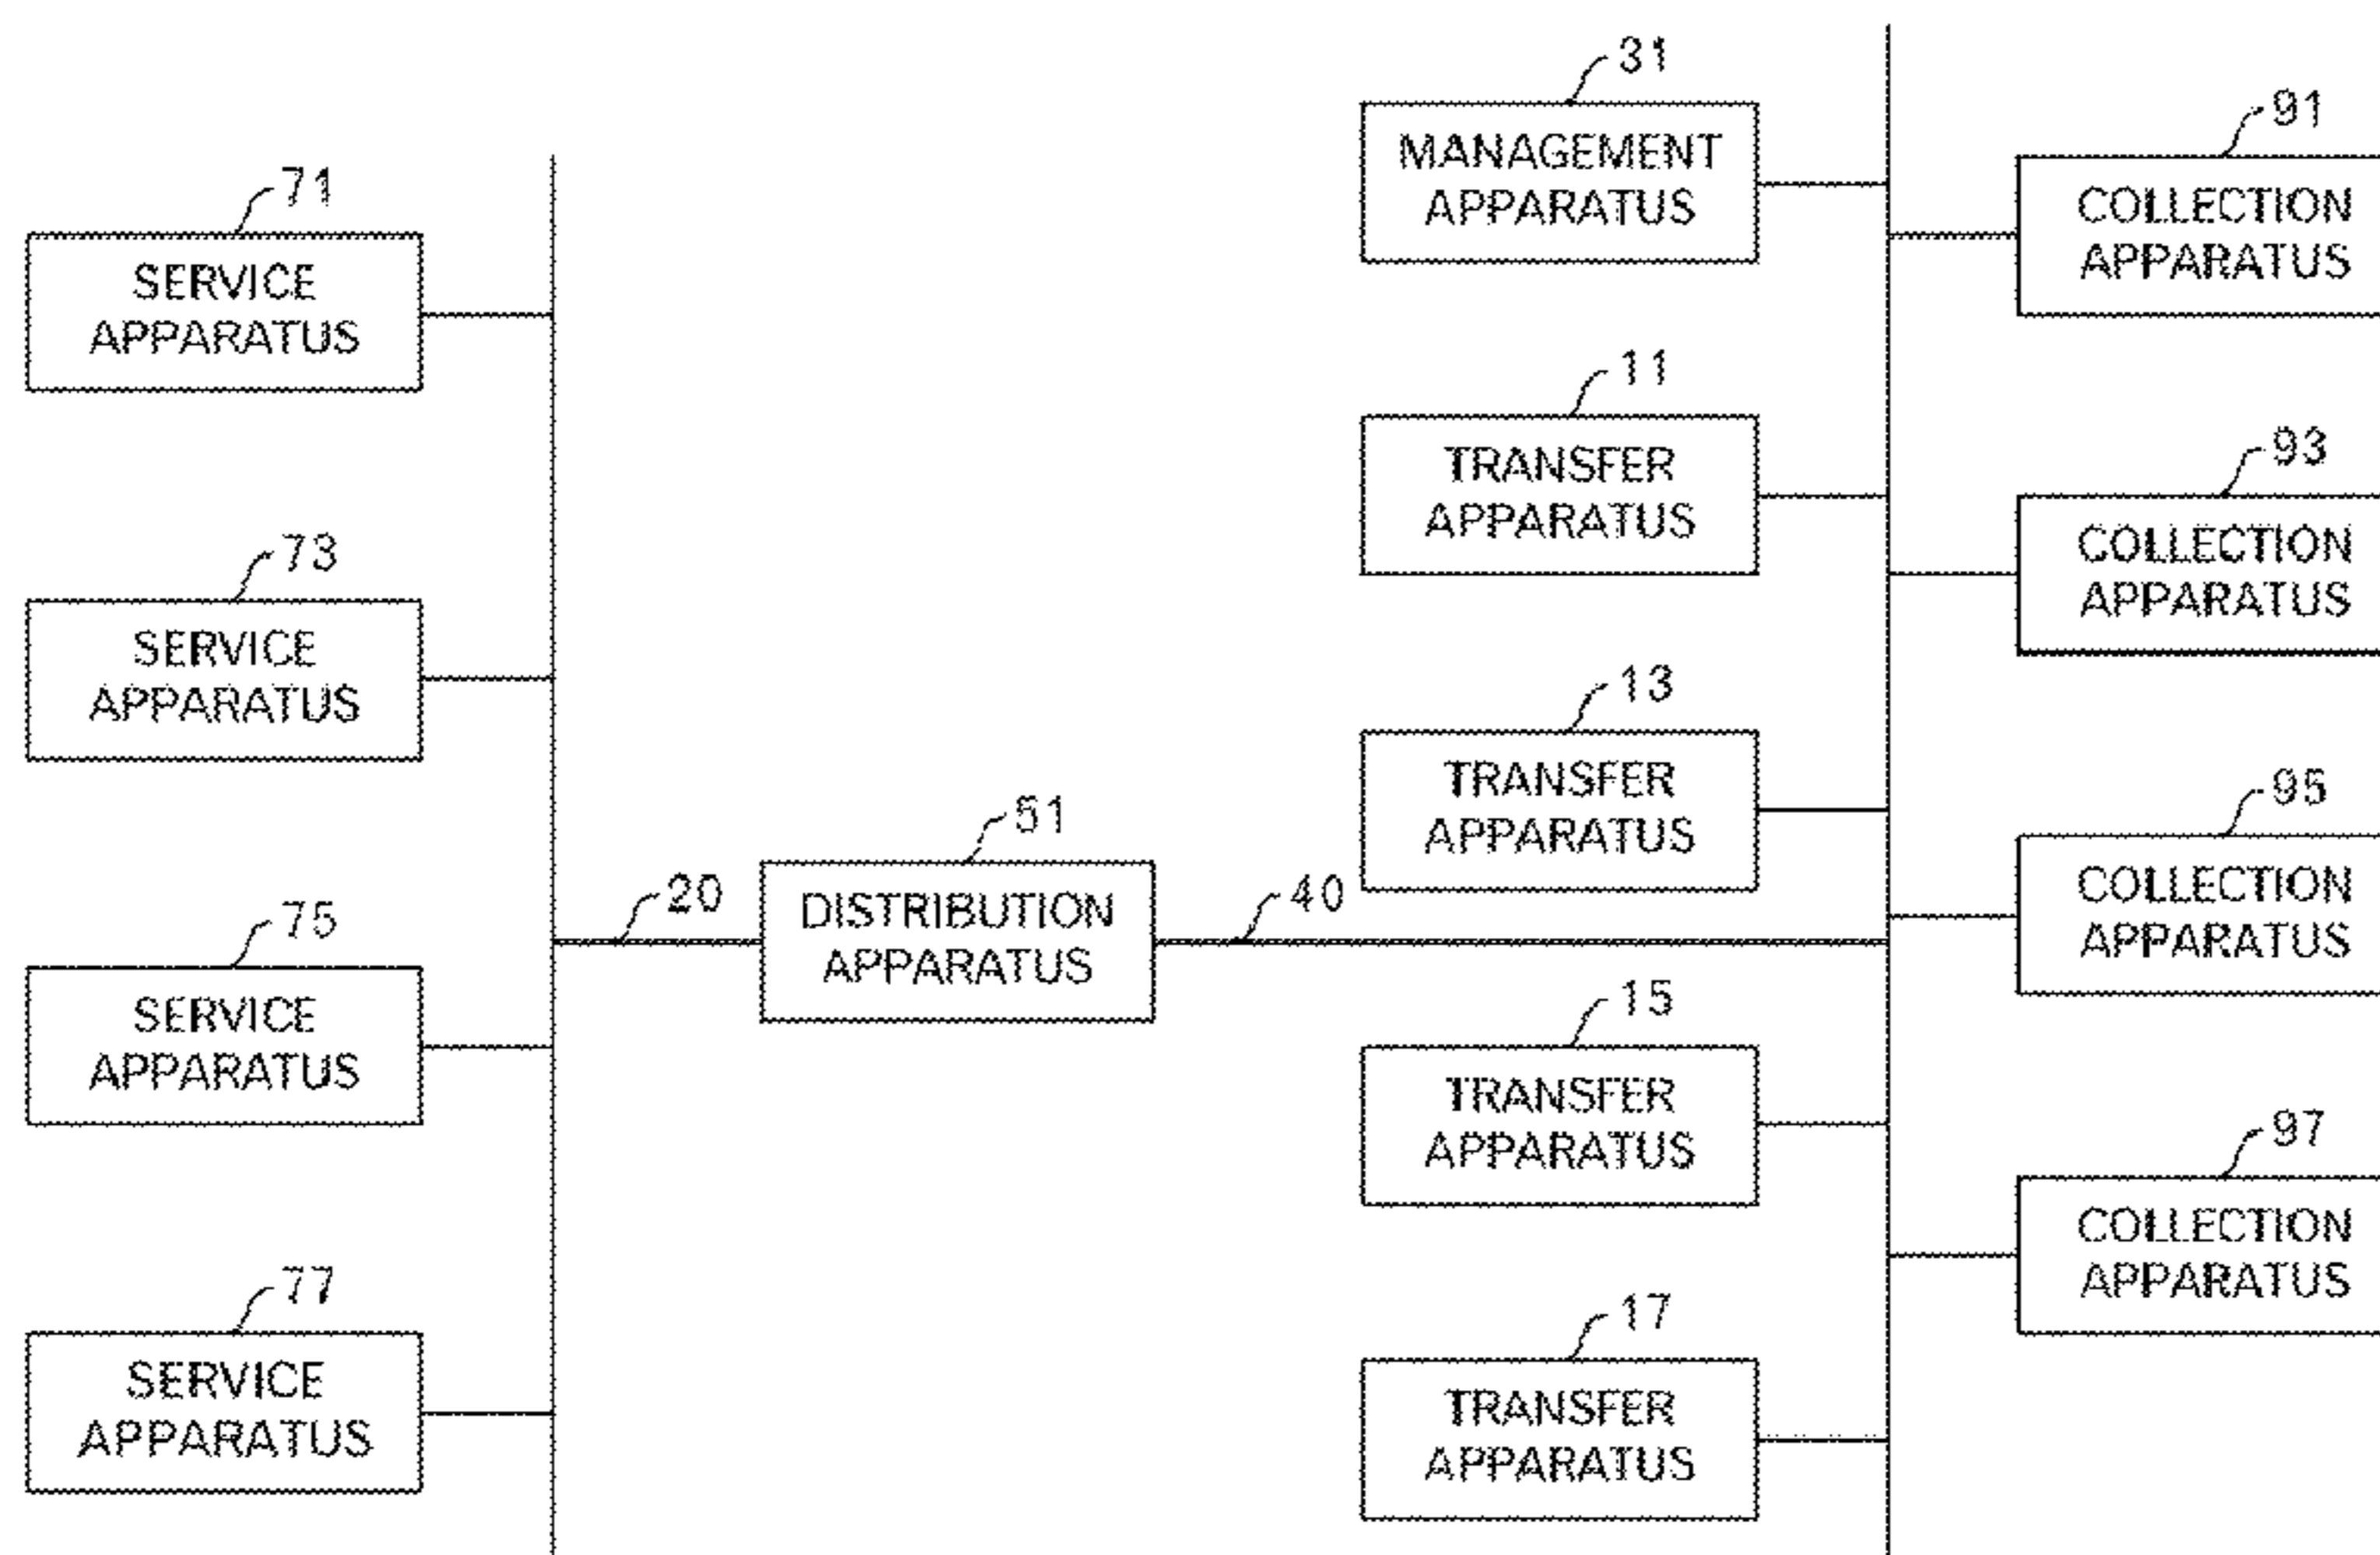 71
SERVICE
APPARATUS
73
SERVICE
APPARATUS
75
SERVICE
APPARATUS
77
SERVICE
APPARATUS
20
51
DISTRIBUTION
APPARATUS
40
31
MANAGEMENT
APPARATUS
11
TRANSFER
APPARATUS
13
TRANSFER
APPARATUS
15
TRANSFER
APPARATUS
17
TRANSFER
APPARATUS
91
COLLECTION
APPARATUS
93
COLLECTION
APPARATUS
95
COLLECTION
APPARATUS
97
COLLECTION
APPARATUS